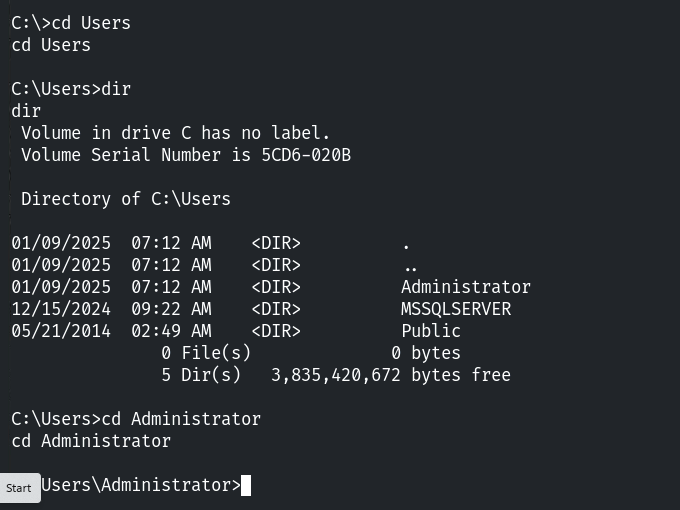 C:\>cd Users
cd Users
C:\Users>dir
dir
 Volume in drive C has no label.
 Volume Serial Number is 5CD6-020B
 Directory of C:\Users
01/09/2025  07:12 AM    <DIR>          .
01/09/2025  07:12 AM    <DIR>          ..
01/09/2025  07:12 AM    <DIR>          Administrator
12/15/2024  09:22 AM    <DIR>          MSSQLSERVER
05/21/2014  02:49 AM    <DIR>          Public
               0 File(s)              0 bytes
               5 Dir(s)   3,835,420,672 bytes free
C:\Users>cd Administrator
cd Administrator
Users\Administrator>
Start